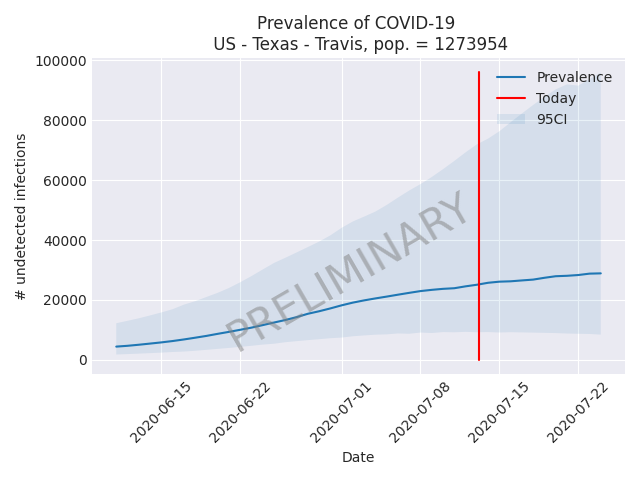 Prevalence of COVID-19
US - Texas - Travis, pop. = 1273954
100000
80000
60000
40000
20000
0
# undetected infections
Prevalence
Today
95CI
PRELIMINARY
2020-06-15
2020-06-22
2020-07-01
2020-07-08
2020-07-15
2020-07-22
Date